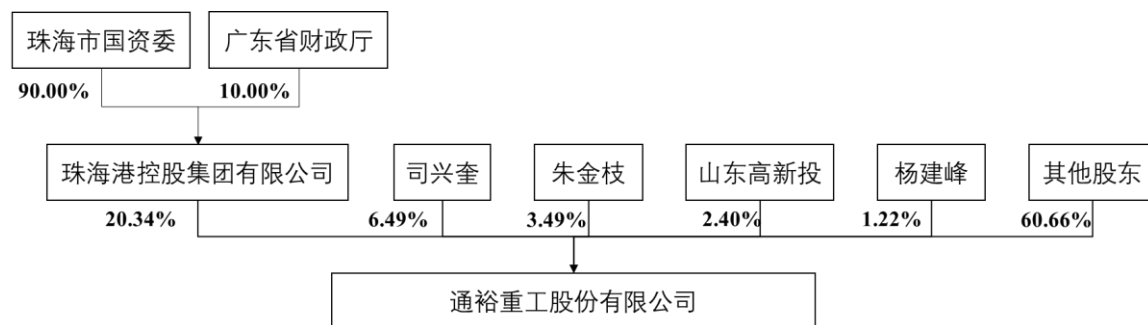 珠海市国资委
广东省财政厅
90.00%
10.00%
珠海港控股集团有限公司
司兴奎
朱金枝
山东高新投
杨建峰
其他股东
20.34%
6.49%
3.49%
2.40%
1.22%
60.66%
通裕重工股份有限公司